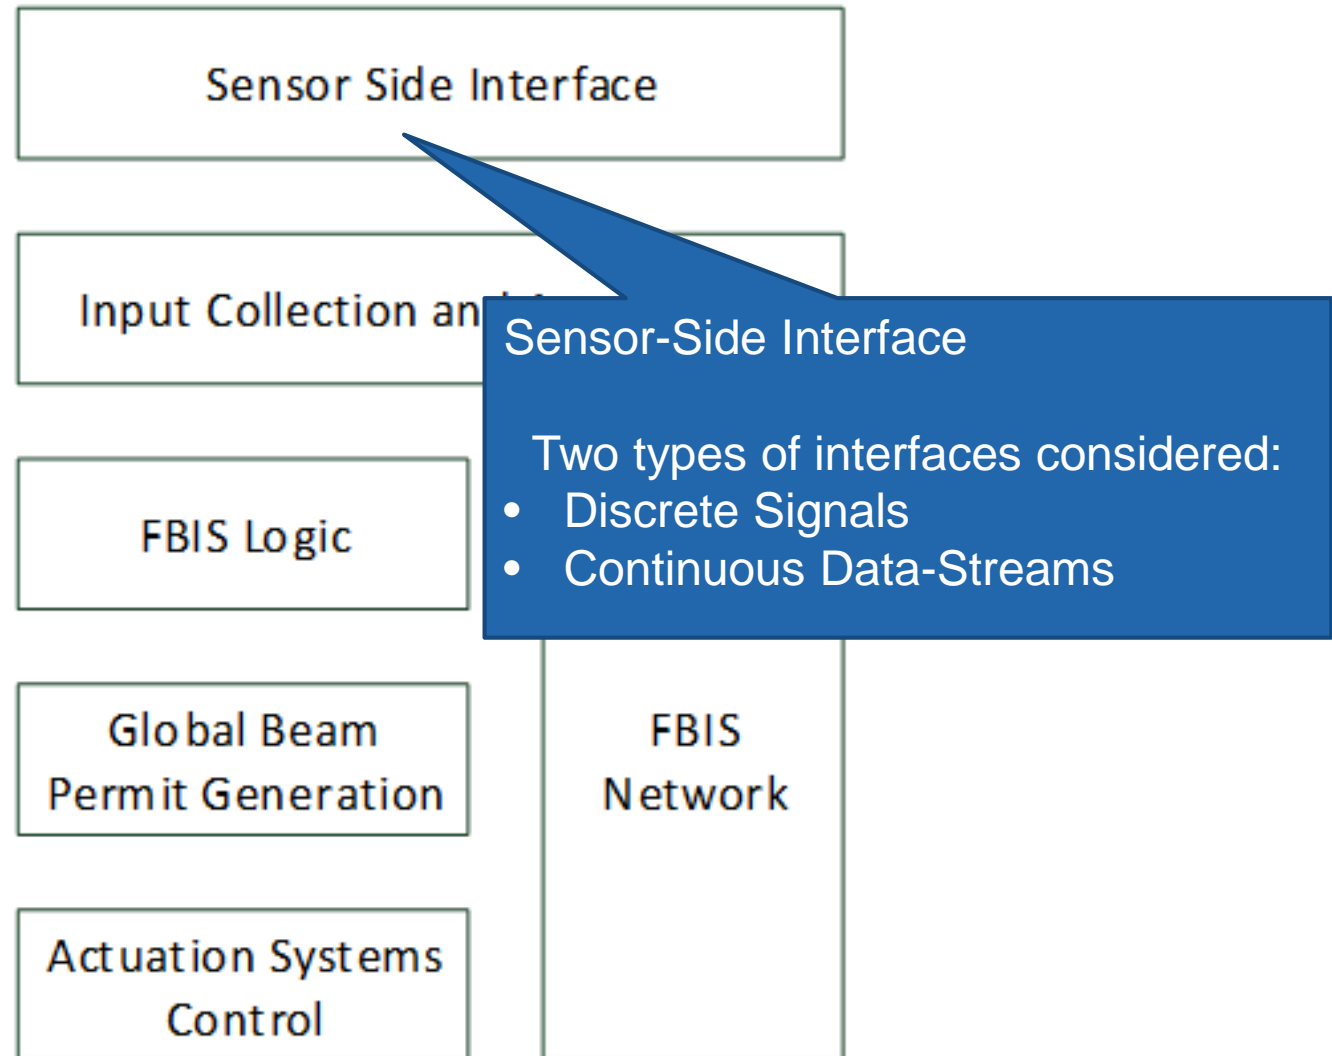 Sensor Side Interface
Input Collection and
Sensor-Side Interface
Two types of interfaces considered:
• Discrete Signals
• Continuous Data-Streams
FBIS Logic
Global Beam
Permit Generation
FBIS
Network
Actuation Systems
Control